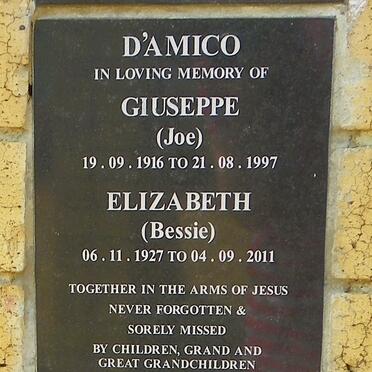 D'AMICO
IN LOVING MEMORY OF
GIUSEPPE
(Joe)
19 . 09 . 1916 TO 21 . 08 . 1997
ELIZABETH
(Bessie)
06 . 11 . 1927 TO 04 . 09 . 2011
TOGETHER IN THE ARMS OF JESUS
NEVER FORGOTTEN &
SORELY MISSED
BY CHILDREN, GRAND AND
GREAT GRANDCHILDREN